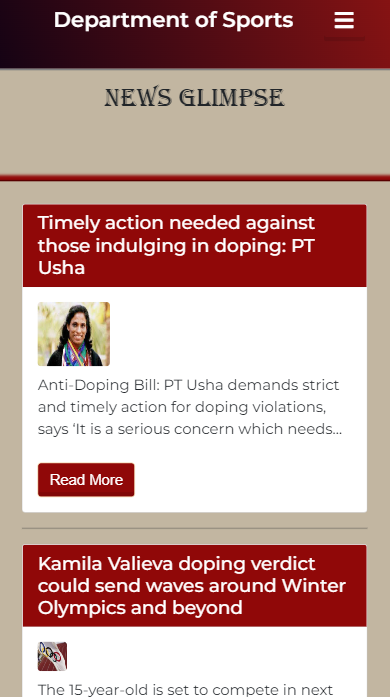 Department of Sports
NEWS GLIMPSE
Timely action needed against
those indulging in doping: PT
Usha
Anti-Doping Bill: PT Usha demands strict
and timely action for doping violations,
says ‘It is a serious concern which needs...
Read More
Kamila Valieva doping verdict
could send waves around Winter
Olympics and beyond
The 15-year-old is set to compete in next